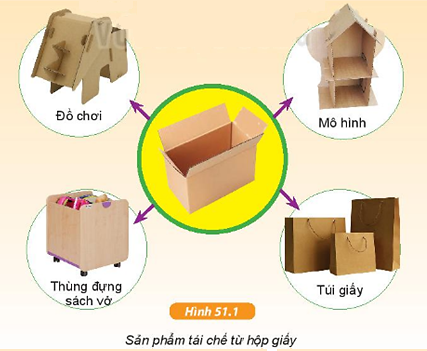 Đồ chơi
Mô hình
Thùng đựng
sách vở
Túi giấy
Hình 51.1
Sản phẩm tái chế từ hộp giấy